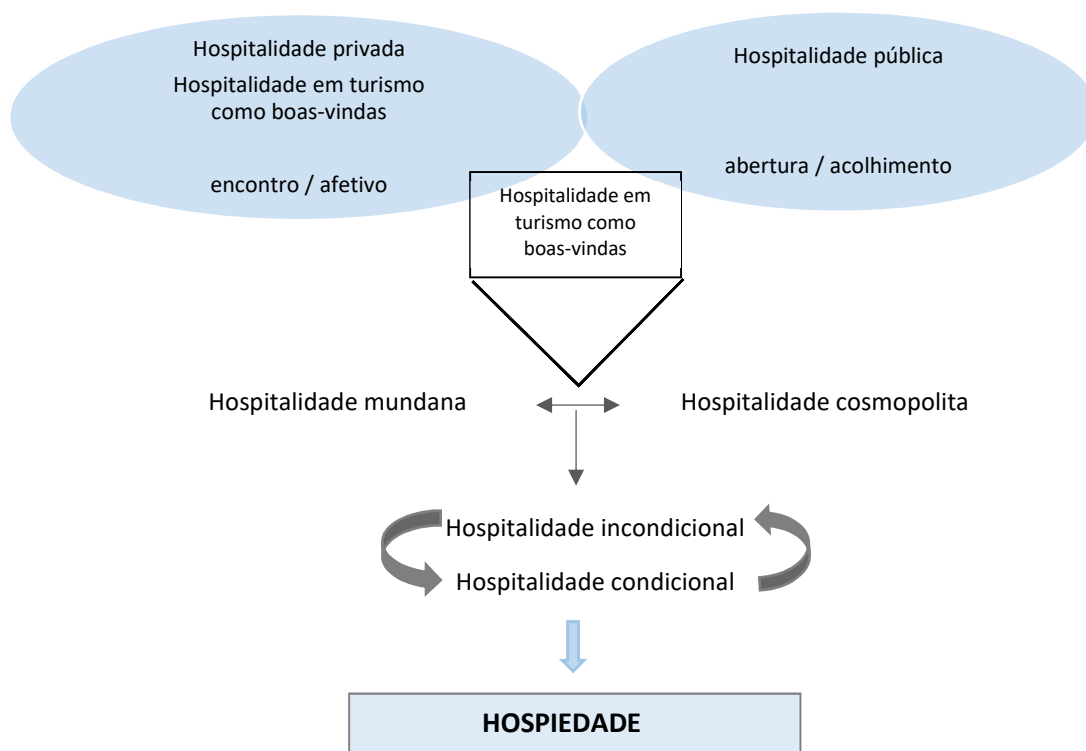 Hospitalidade privada
Hospitalidade em turismo
como boas-vindas
encontro / afetivo
Hospitalidade pública
abertura / acolhimento
Hospitalidade em
turismo como
boas-vindas
Hospitalidade mundana
Hospitalidade cosmopolita
Hospitalidade incondicional
Hospitalidade condicional
HOSPIEDADE